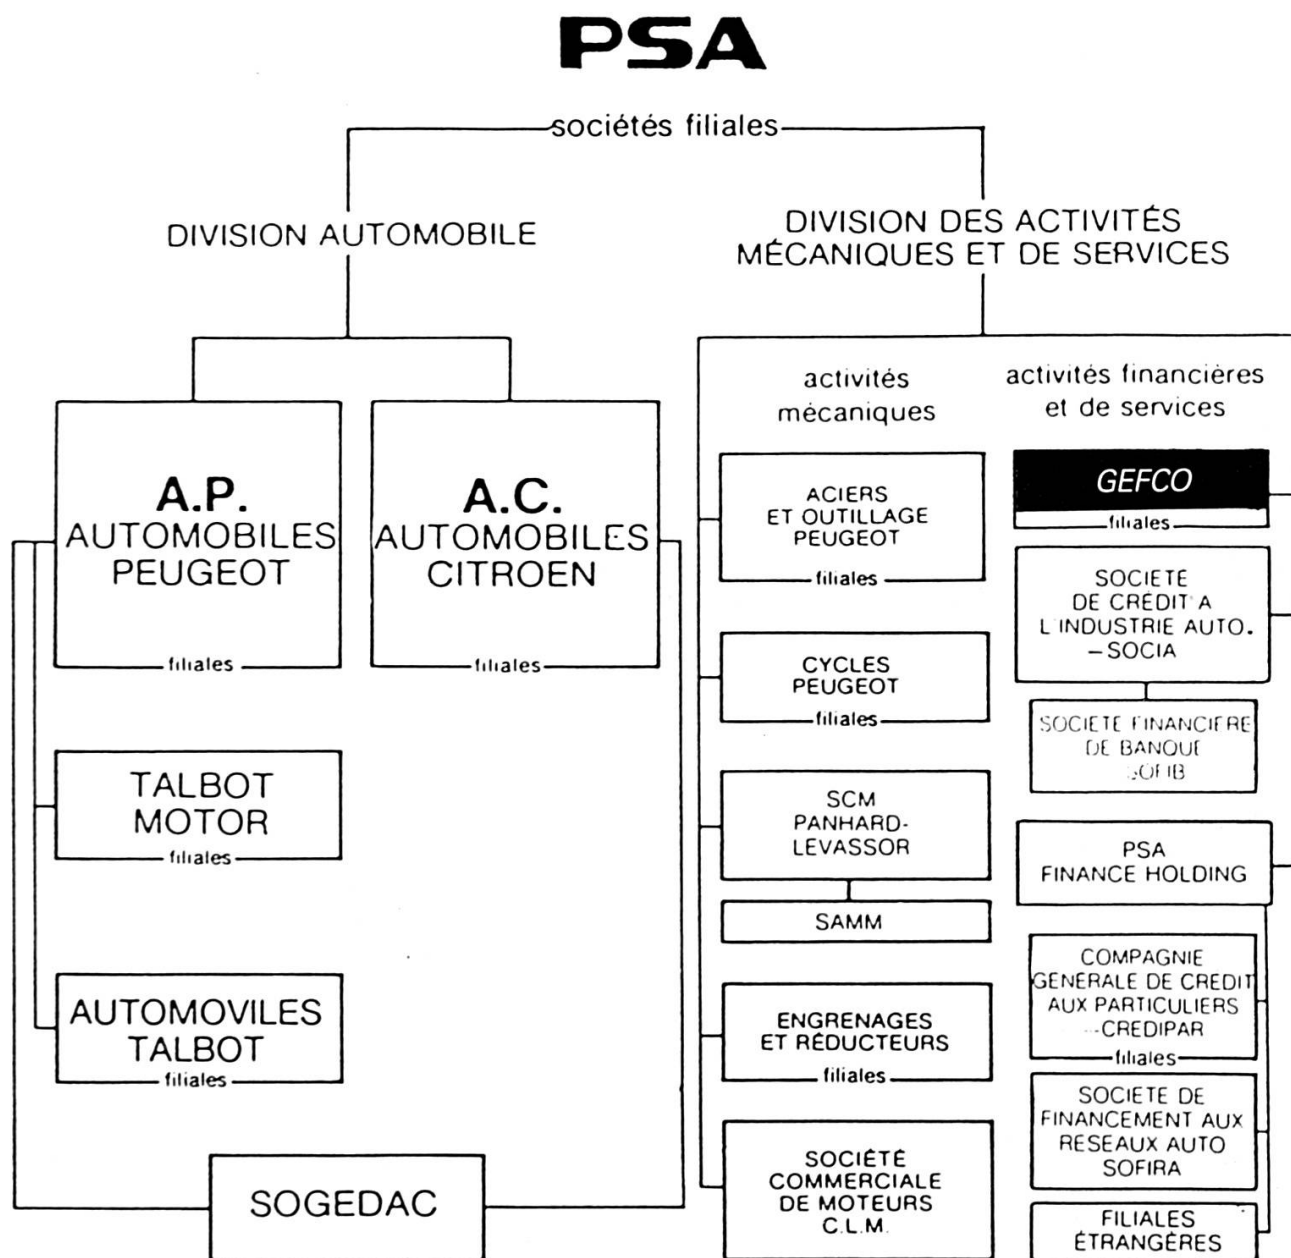 PSA
sociétés filiales
DIVISION AUTOMOBILE
DIVISION DES ACTIVITÉS
MÉCANIQUES ET DE SERVICES
A.P.
AUTOMOBILES
PEUGEOT
filiales
A.C.
AUTOMOBILES
CITROEN
filiales
TALBOT
MOTOR
filiales
AUTOMOVILES
TALBOT
filiales
SOGEDAC
activités
mécaniques
ACIERS
ET OUTILLAGE
PEUGEOT
filiales
CYCLES
PEUGEOT
filiales
SCM
PANHARD-
LEVASSOR
SAMM
ENGRENAGES
ET RÉDUCTEURS
filiales
SOCIÉTÉ
COMMERCIALE
DE MOTEURS
C.L.M.
activités financières
et de services
GEFCO
filiales
SOCIETE
DE CRÉDIT A
L'INDUSTRIE AUTO.
–SOCIA
SOCIETE FINANCIERE
DE BANQUE
SOFIB
PSA
FINANCE HOLDING
COMPAGNIE
GENERALE DE CREDIT
AUX PARTICULIERS
-CREDIPAR
filiales
SOCIETE DE
FINANCEMENT AUX
RESEAUX AUTO
SOFIRA
FILIALES
ÉTRANGÈRES